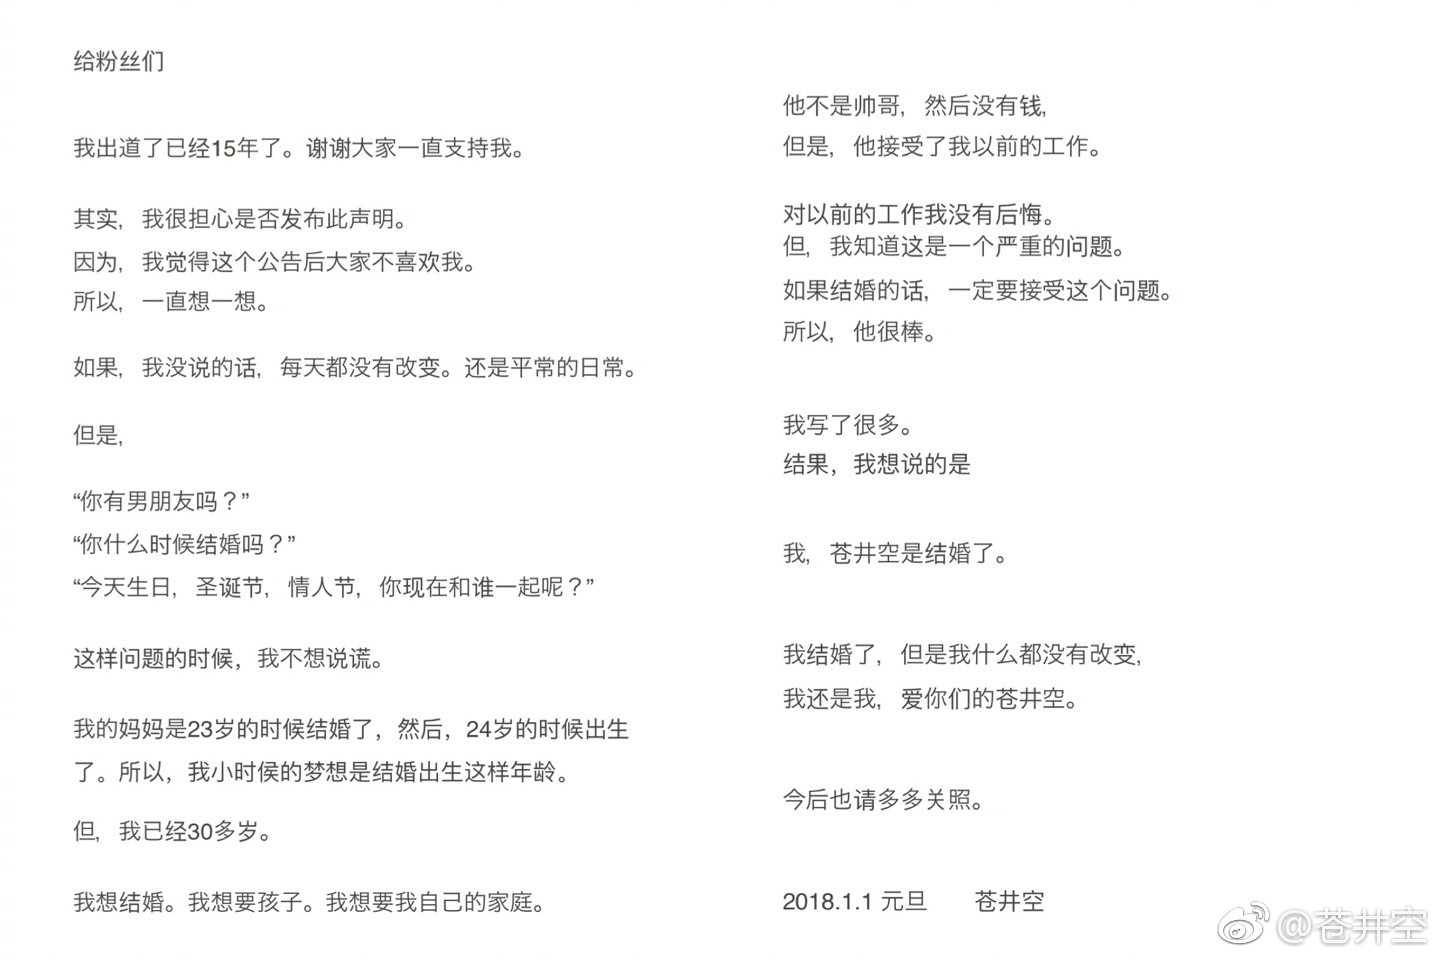 给粉丝们
我出道了已经15年了。谢谢大家一直支持我。
其实，我很担心是否发布此声明。
因为，我觉得这个公告后大家不喜欢我。
所以，一直想一想。
如果，我没说的话，每天都没有改变。还是平常的日常。
但是，
“你有男朋友吗？”
“你什么时候结婚吗？”
“今天生日，圣诞节，情人节，你现在和谁一起呢？”
这样问题的时候，我不想说谎。
我的妈妈是23岁的时候结婚了，然后，24岁的时候出生
了。所以，我小时侯的梦想是结婚出生这样年龄。
但，我已经30多岁。
我想结婚。我想要孩子。我想要我自己的家庭。
他不是帅哥，然后没有钱，
但是，他接受了我以前的工作。
对以前的工作我没有后悔。
但，我知道这是一个严重的问题。
如果结婚的话，一定要接受这个问题。
所以，他很棒。
我写了很多。
结果，我想说的是
我，苍井空是结婚了。
我结婚了，但是我什么都没有改变，
我还是我，爱你们的苍井空。
今后也请多多关照。
2018.1.1 元旦 苍井空
@苍井空